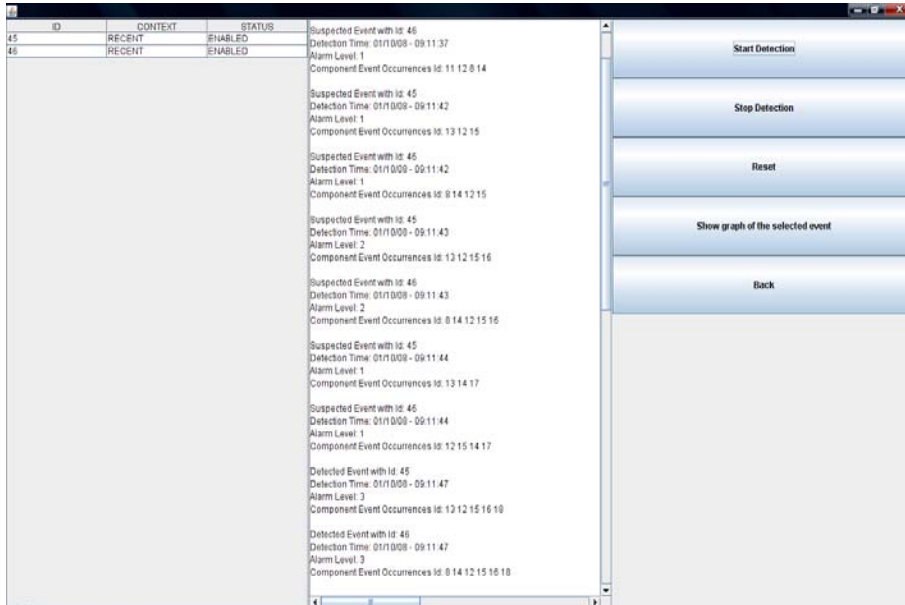 ID CONTEXT STATUS
45 RECENT ENABLED
46 RECENT ENABLED
Suspected Event with Id: 46
Detection Time: 01/10/08 - 09:11:37
Alarm Level: 1
Component Event Occurrences Id: 11 12 8 14
Suspected Event with Id: 45
Detection Time: 01/10/08 - 09:11:42
Alarm Level: 1
Component Event Occurrences Id: 13 12 15
Suspected Event with Id: 46
Detection Time: 01/10/08 - 09:11:42
Alarm Level: 1
Component Event Occurrences Id: 8 14 12 15
Suspected Event with Id: 45
Detection Time: 01/10/08 - 09:11:43
Alarm Level: 2
Component Event Occurrences Id: 13 12 15 16
Suspected Event with Id: 46
Detection Time: 01/10/08 - 09:11:43
Alarm Level: 2
Component Event Occurrences Id: 8 14 12 15 16
Suspected Event with Id: 45
Detection Time: 01/10/08 - 09:11:44
Alarm Level: 1
Component Event Occurrences Id: 13 14 17
Suspected Event with Id: 46
Detection Time: 01/10/08 - 09:11:44
Alarm Level: 1
Component Event Occurrences Id: 12 15 14 17
Detected Event with Id: 45
Detection Time: 01/10/08 - 09:11:47
Alarm Level: 3
Component Event Occurrences Id: 13 12 15 16 18
Detected Event with Id: 46
Detection Time: 01/10/08 - 09:11:47
Alarm Level: 3
Component Event Occurrences Id: 8 14 12 15 16 18
Start Detection
Stop Detection
Reset
Show graph of the selected event
Back